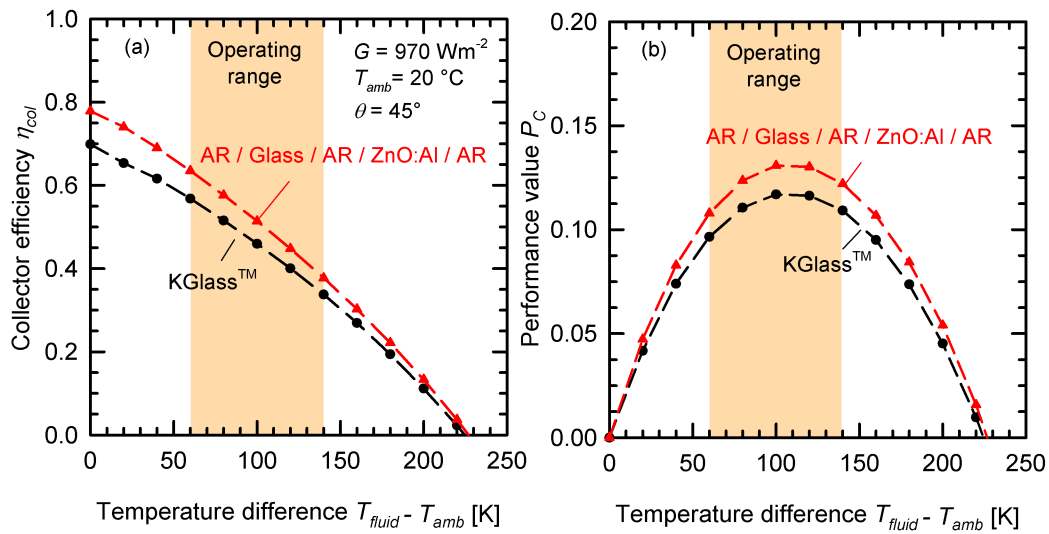 (a)
Operating
range
G = 970 Wm-2
Tamb= 20 °C
θ = 45°
AR / Glass / AR / ZnO:Al / AR
KGlassTM
Collector efficiency ηcol
1.0
0.8
0.6
0.4
0.2
0.0
0 50 100 150 200 250
Temperature difference Tfluid - Tamb [K]
(b)
Operating
range
AR / Glass / AR / ZnO:Al / AR
KGlassTM
Performance value PC
0.20
0.15
0.10
0.05
0.00
0 50 100 150 200 250
Temperature difference Tfluid - Tamb [K]